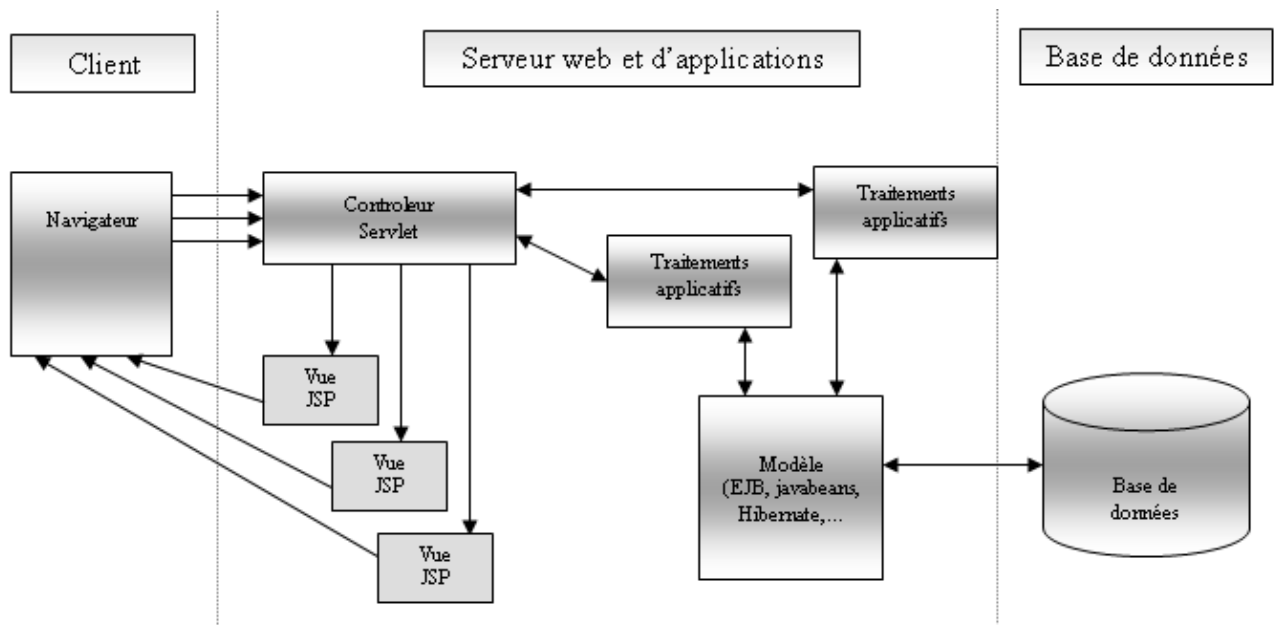 Client
Serveur web et d'applications
Base de données
Navigateur
Controleur
Servlet
Traitements
applicatifs
Traitements
applicatifs
Vue
JSP
Vue
JSP
Vue
JSP
Modèle
(EJB, javabeans,
Hibernate,...
Base de
données